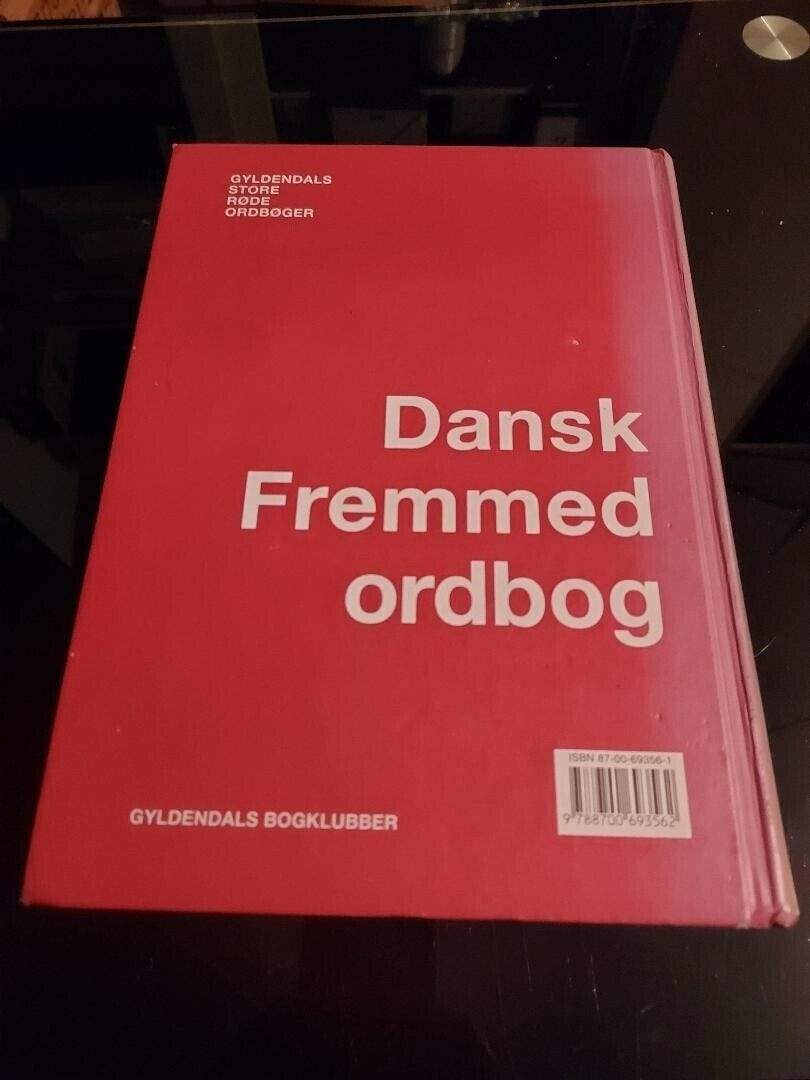 GYLDENDALS
STORE
RØDE
ORDBØGER
Dansk
Fremmed
ordbog
ISBN 87-00-69356-1
9 788700 693562
GYLDENDALS BOGKLUBBER